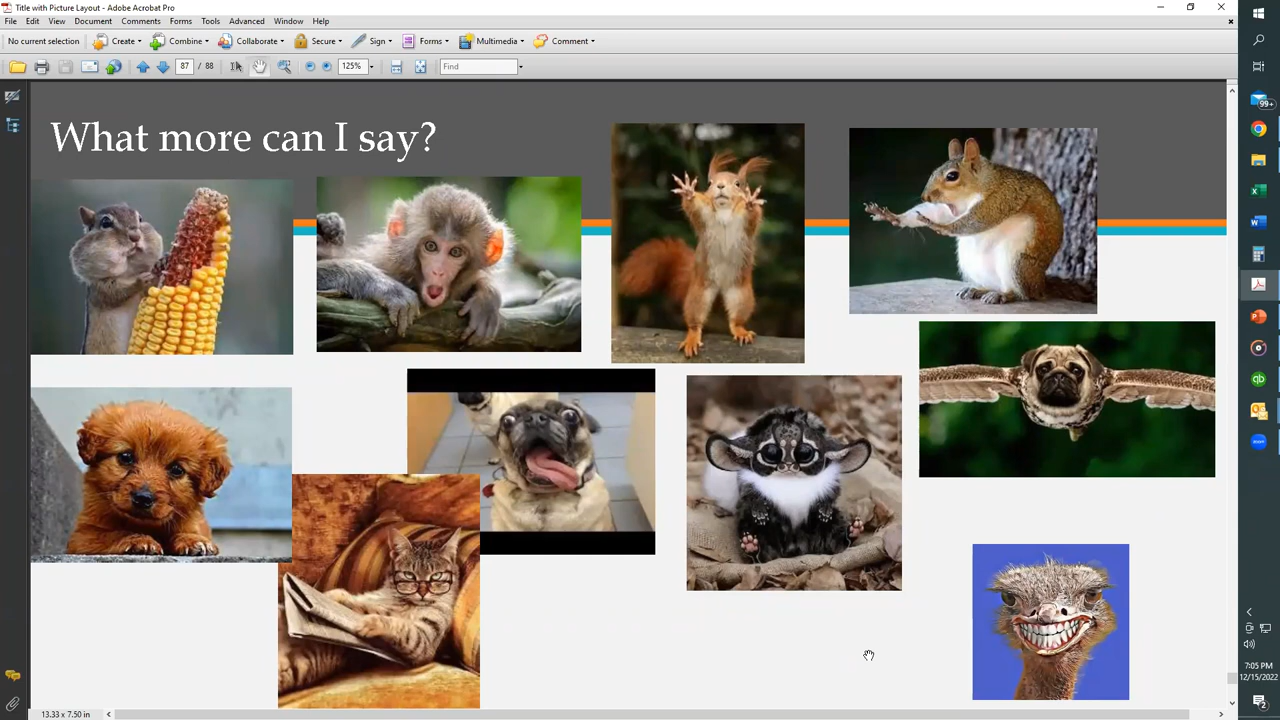 Title with Picture Layout - Adobe Acrobat Pro
File Edit View Document Comments Forms Tools Advanced Window Help
No current selection Create Combine Collaborate Secure Sign Forms Multimedia Comment
87 / 88 125% Find
What more can I say?
99+
7:05 PM
12/15/2022
2
13.33 x 7.50 in